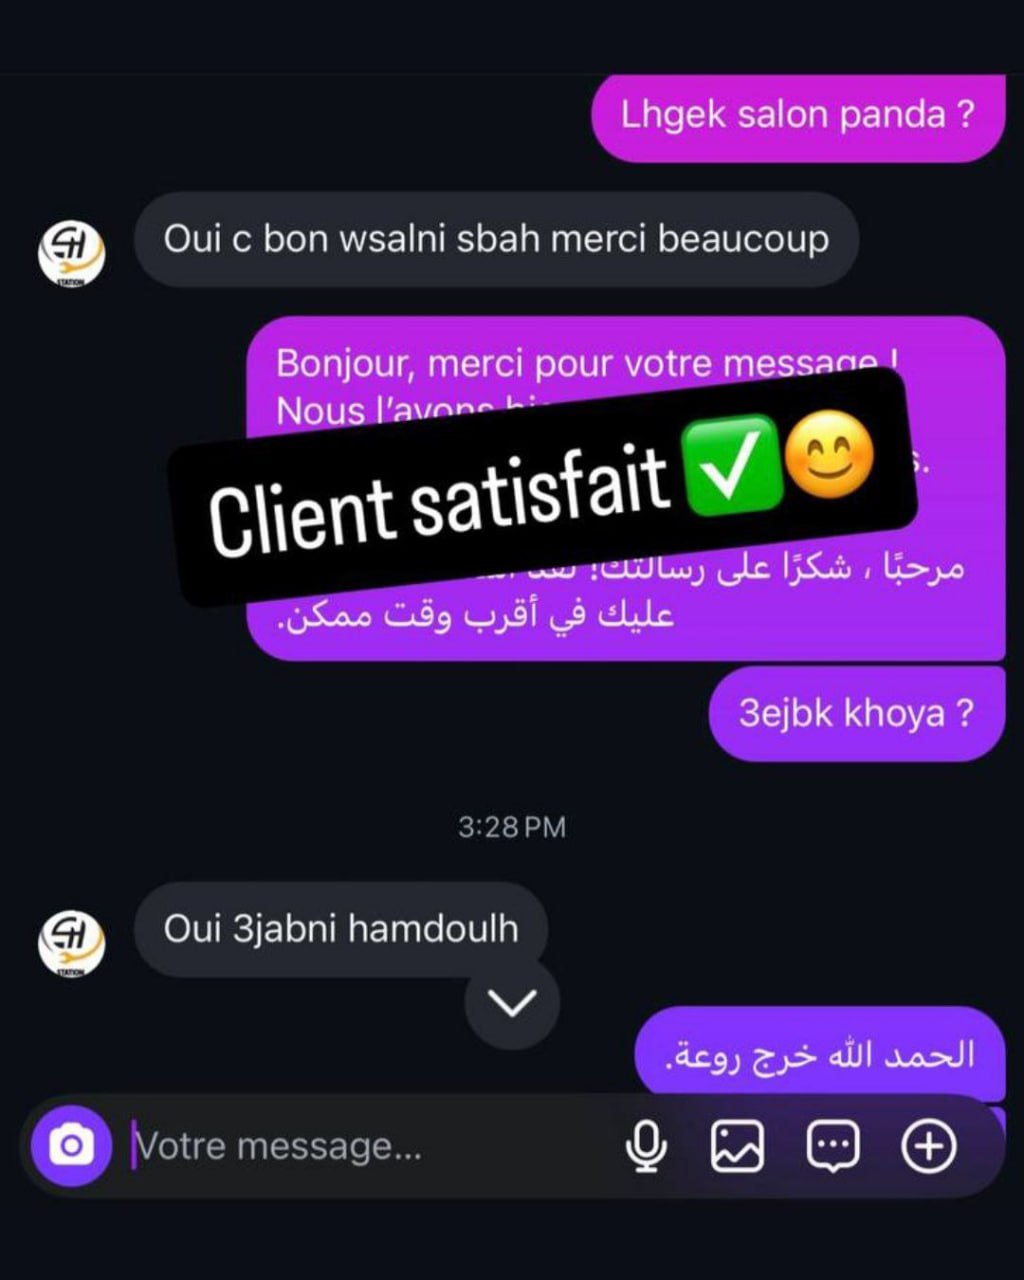 Lhgek salon panda ?
Oui c bon wsalni sbah merci beaucoup
SH
STATION
Bonjour, merci pour votre message !
Nous l’avons
Client satisfait ✅😊
مرحبًا ، شكرًا على رسالتك!
عليك في أقرب وقت ممكن.
3ejbk khoya ?
3:28 PM
Oui 3jabni hamdoulh
SH
STATION
الحمد الله خرج روعة.
Votre message...